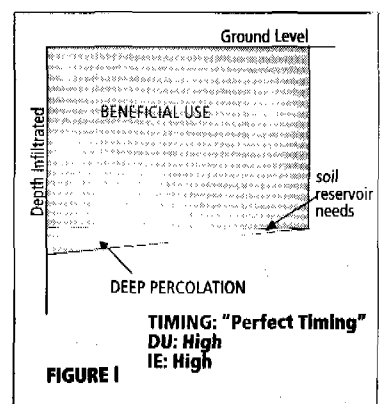 Ground Level
Depth Infiltrated
BENEFICIAL USE
soil
reservoir
needs
DEEP PERCOLATION
TIMING: "Perfect Timing"
DU: High
IE: High
FIGURE I